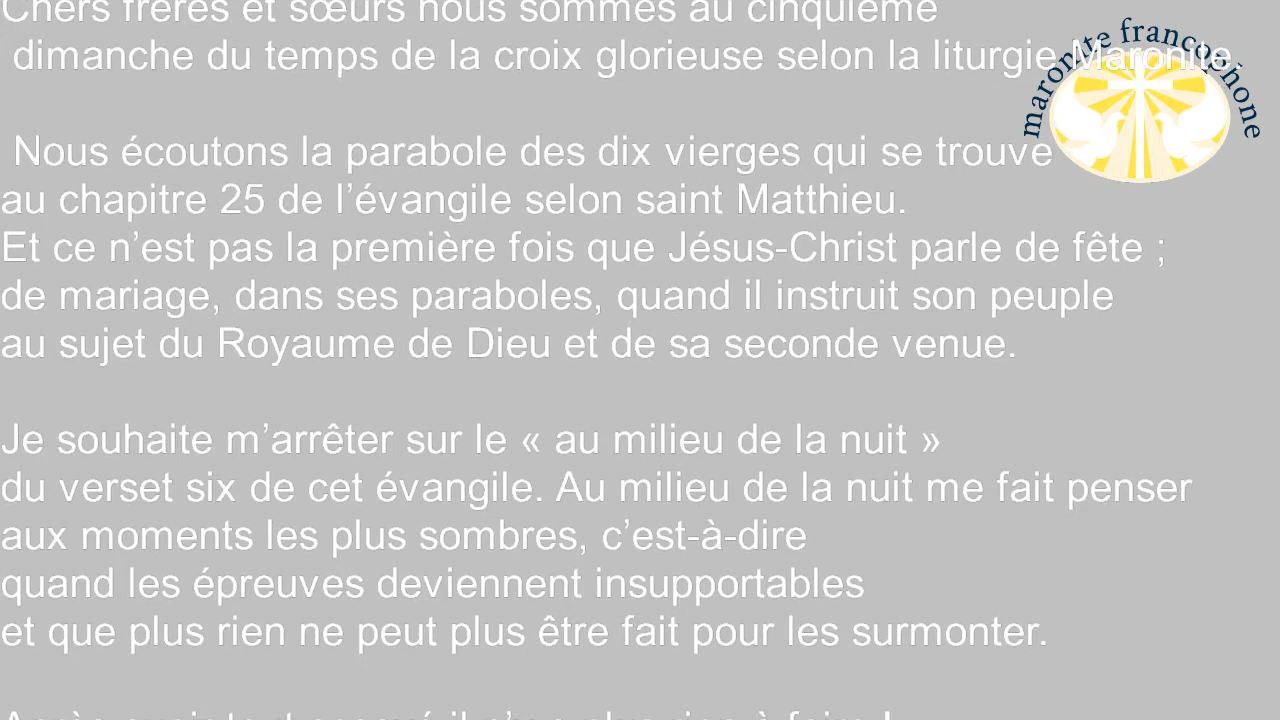 Chers frères et sœurs nous sommes au cinquième
dimanche du temps de la croix glorieuse selon la liturgie Maronite.
maronite francophone
Nous écoutons la parabole des dix vierges qui se trouve
au chapitre 25 de l’évangile selon saint Matthieu.
Et ce n’est pas la première fois que Jésus-Christ parle de fête ;
de mariage, dans ses paraboles, quand il instruit son peuple
au sujet du Royaume de Dieu et de sa seconde venue.
Je souhaite m’arrêter sur le « au milieu de la nuit »
du verset six de cet évangile. Au milieu de la nuit me fait penser
aux moments les plus sombres, c’est-à-dire
quand les épreuves deviennent insupportables
et que plus rien ne peut plus être fait pour les surmonter.